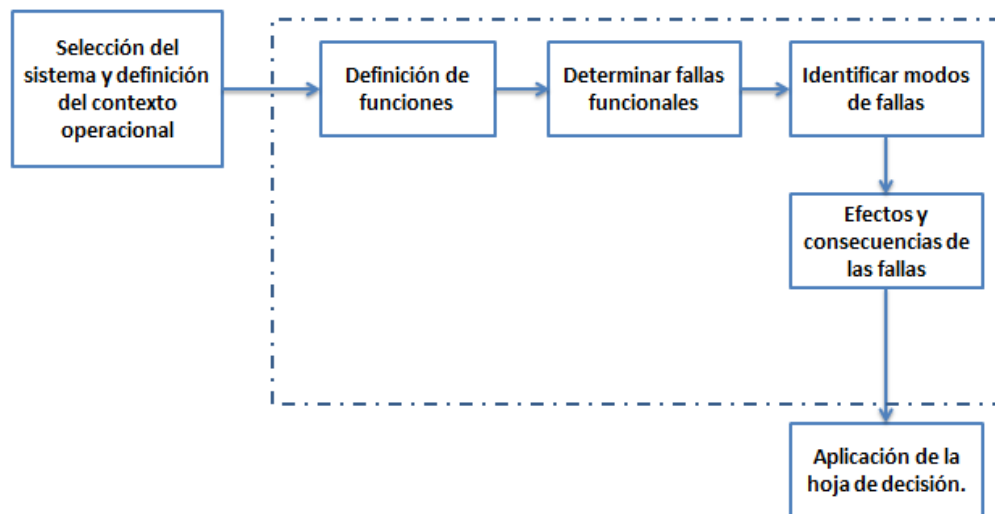 Selección del
sistema y definición
del contexto
operacional
Definición de
funciones
Determinar fallas
funcionales
Identificar modos
de fallas
Efectos y
consecuencias de
las fallas
Aplicación de la
hoja de decisión.